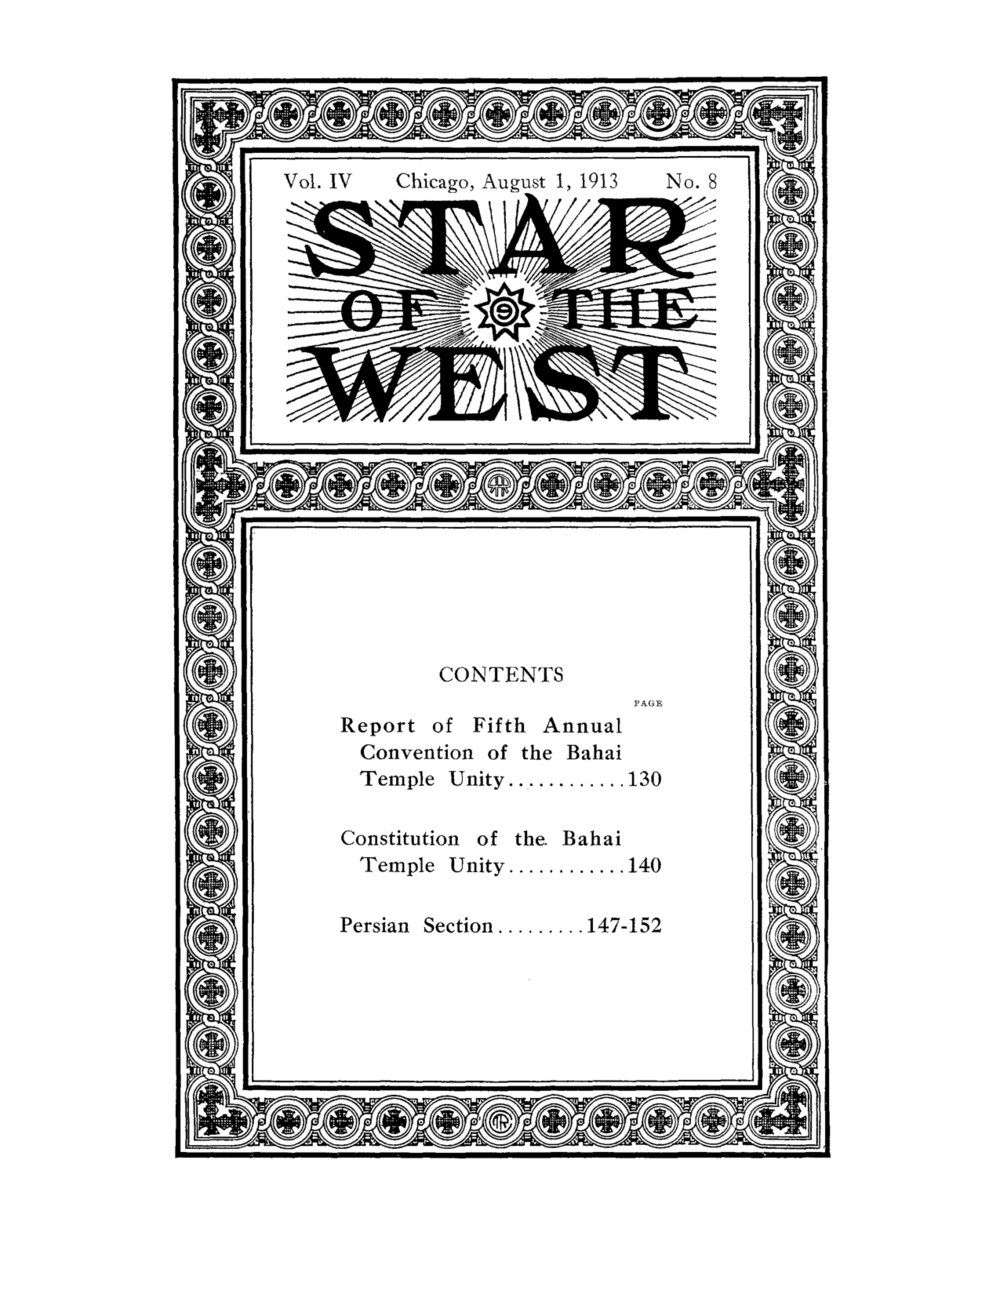 Vol. IV Chicago, August 1, 1913 No. 8
STAR
OF 9 THE
WEST
CONTENTS
PAGE
Report of Fifth Annual
Convention of the Bahai
Temple Unity............130
Constitution of the Bahai
Temple Unity............140
Persian Section.........147-152